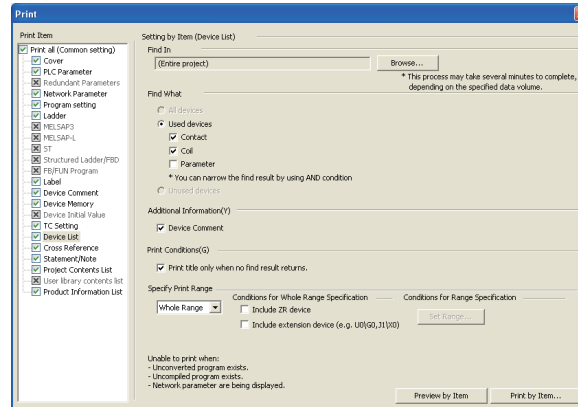 Print
Print Item
Print all (Common setting)
Cover
PLC Parameter
Redundant Parameters
Network Parameter
Program setting
Ladder
MELSAP3
MELSAP-L
ST
Structured Ladder/FBD
FB/FUN Program
Label
Device Comment
Device Memory
Device Initial Value
TC Setting
Device List
Cross Reference
Statement/Note
Project Contents List
User library contents list
Product Information List
Setting by Item (Device List)
Find In
(Entire project)
Browse...
* This process may take several minutes to complete,
depending on the specified data volume.
Find What
All devices
Used devices
Contact
Coil
Parameter
* You can narrow the find result by using AND condition
Unused devices
Additional Information(Y)
Device Comment
Print Conditions(G)
Print title only when no find result returns.
Specify Print Range
Whole Range
Conditions for Whole Range Specification
Include ZR device
Include extension device (e.g. U0\G0,J1\X0)
Conditions for Range Specification
Set Range...
Unable to print when:
- Unconverted program exists.
- Uncompiled program exists.
- Network parameter are being displayed.
Preview by Item
Print by Item...